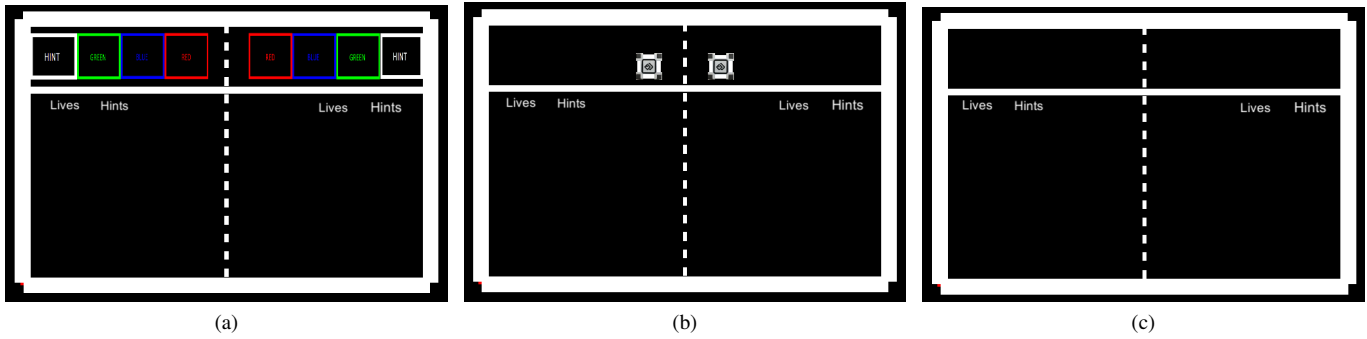 HINT GREEN BLUE RED RED BLUE GREEN HINT
Lives Hints Lives Hints
Lives Hints Lives Hints
Lives Hints Lives Hints
(a) (b) (c)